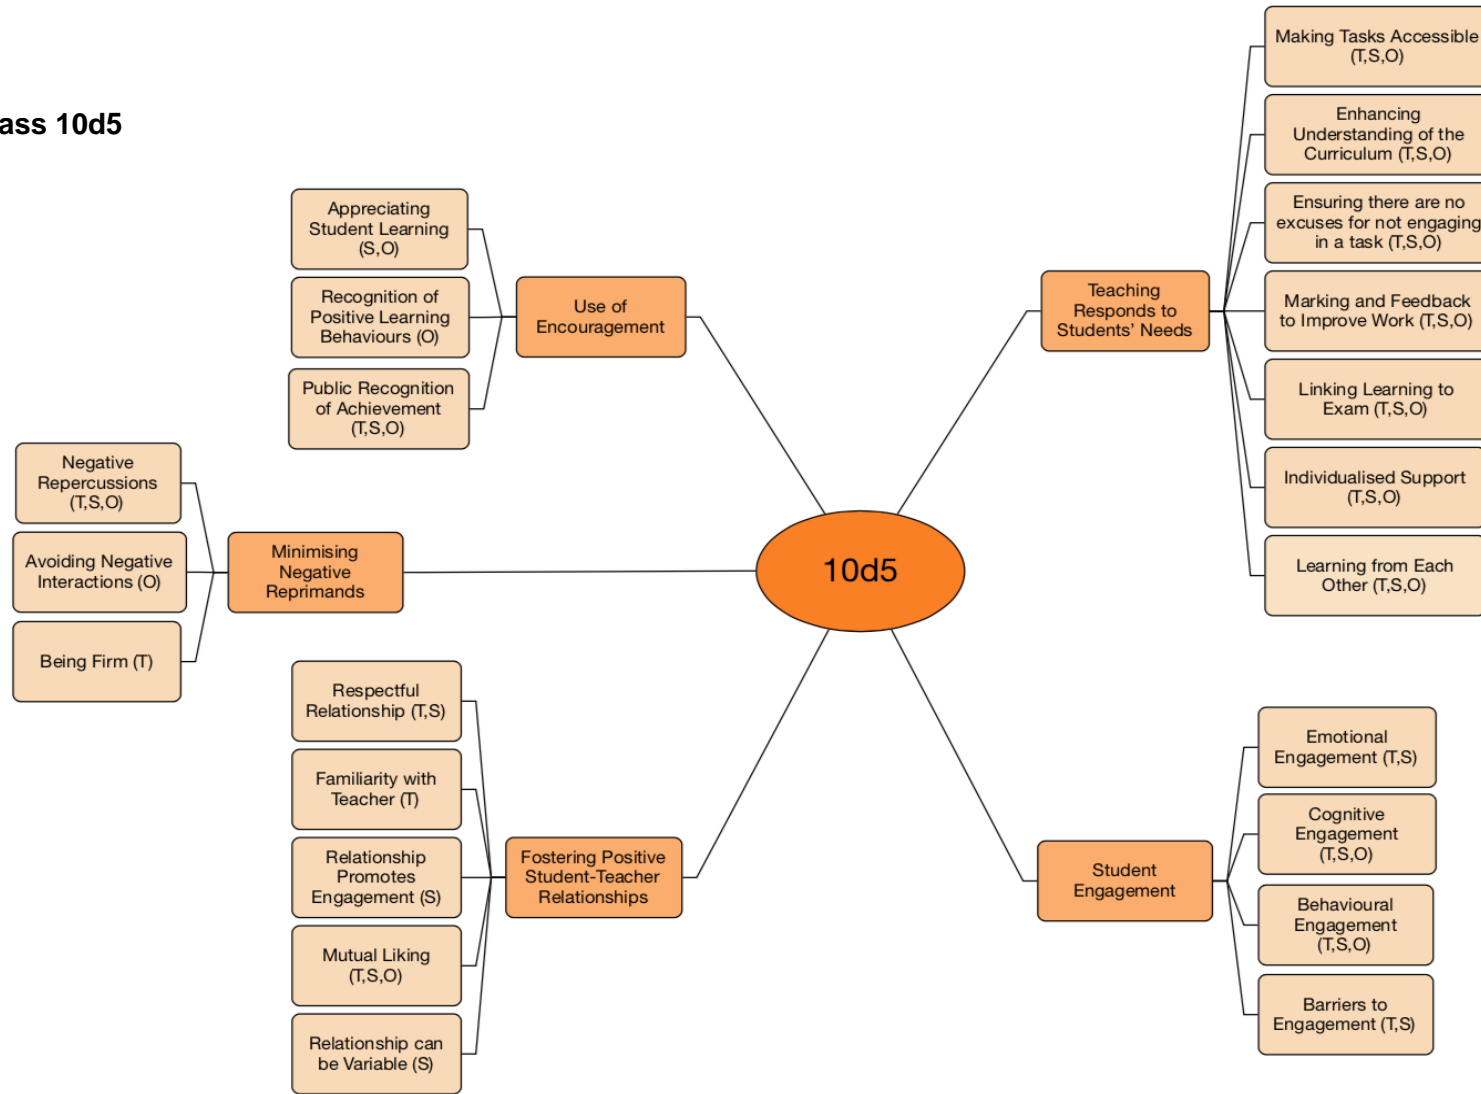 ass 10d5
Appreciating
Student Learning
(S,O)
Recognition of
Positive Learning
Behaviours (O)
Public Recognition
of Achievement
(T,S,O)
Use of
Encouragement
Negative
Repercussions
(T,S,O)
Avoiding Negative
Interactions (O)
Being Firm (T)
Minimising
Negative
Reprimands
Respectful
Relationship (T,S)
Familiarity with
Teacher (T)
Relationship
Promotes
Engagement (S)
Mutual Liking
(T,S,O)
Relationship can
be Variable (S)
Fostering Positive
Student-Teacher
Relationships
10d5
Teaching
Responds to
Students’ Needs
Making Tasks Accessible
(T,S,O)
Enhancing
Understanding of the
Curriculum (T,S,O)
Ensuring there are no
excuses for not engaging
in a task (T,S,O)
Marking and Feedback
to Improve Work (T,S,O)
Linking Learning to
Exam (T,S,O)
Individualised Support
(T,S,O)
Learning from Each
Other (T,S,O)
Student
Engagement
Emotional
Engagement (T,S)
Cognitive
Engagement
(T,S,O)
Behavioural
Engagement
(T,S,O)
Barriers to
Engagement (T,S)